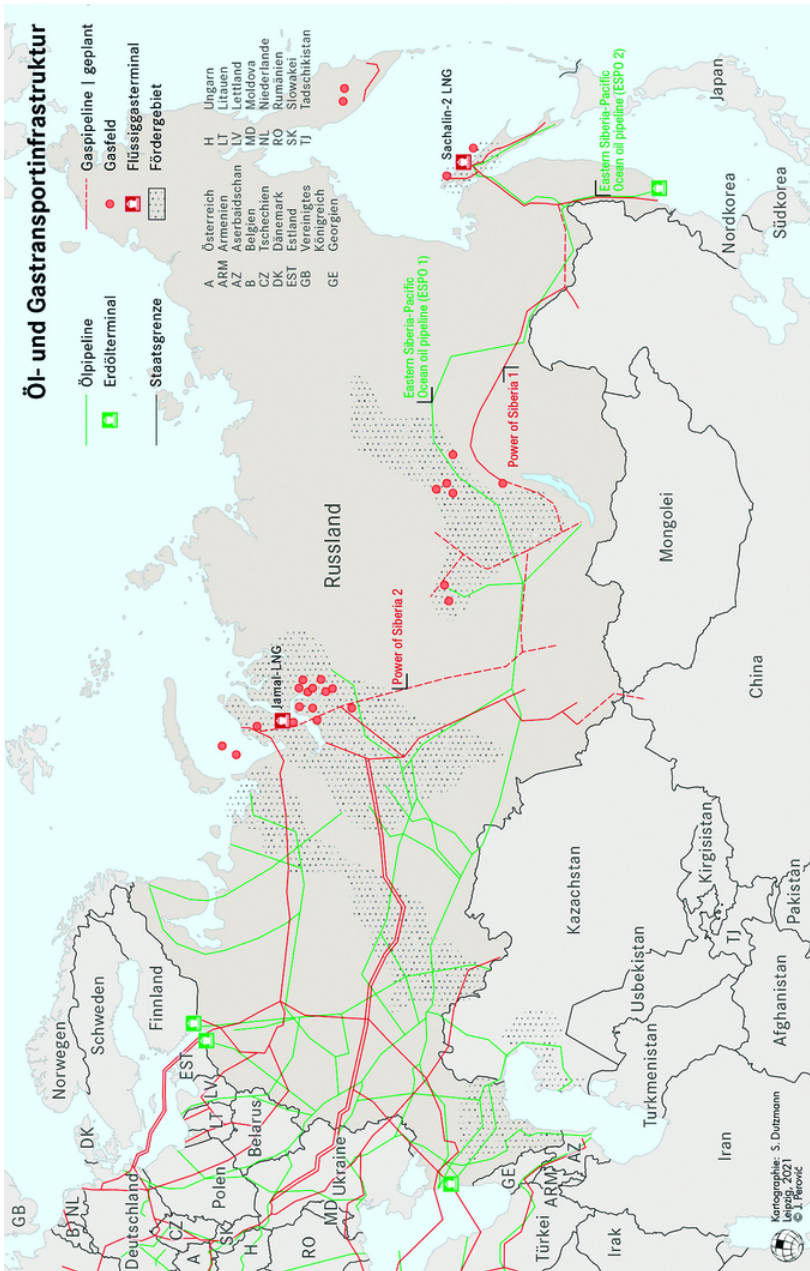 Öl- und Gastransportinfrastruktur
Ölpipeline
Erdölterminal
Staatsgrenze
Gaspipeline | geplant
Gasfeld
Flüssiggasterminal
Fördergebiet
A Österreich
ARM Armenien
AZ Aserbaidschan
B Belgien
CZ Tschechien
DK Dänemark
EST Estland
GB Vereinigtes
Königreich
GE Georgien
H Ungarn
LT Litauen
LV Lettland
MD Moldova
NL Niederlande
RO Rumänien
SK Slowakei
TJ Tadschikistan
GB
Norwegen
Schweden
Finnland
DK
NL
B
Deutschland
EST
LV
LT
Belarus
Polen
CZ
A
SK
H
Ukraine
MD
RO
Russland
Jamal-LNG
Power of Siberia 2
Eastern Siberia-Pacific
Ocean oil pipeline (ESPO 1)
Power of Siberia 1
Sachalin-2 LNG
Eastern Siberia-Pacific
Ocean oil pipeline (ESPO 2)
Japan
Nordkorea
Südkorea
Mongolei
China
Kasachstan
Kirgisistan
TJ
Usbekistan
Turkmenistan
Afghanistan
Pakistan
Iran
Irak
Türkei
GE
ARM
AZ
Kartographie: S. Dutzmann
Leipzig, 2021
© J. Perović